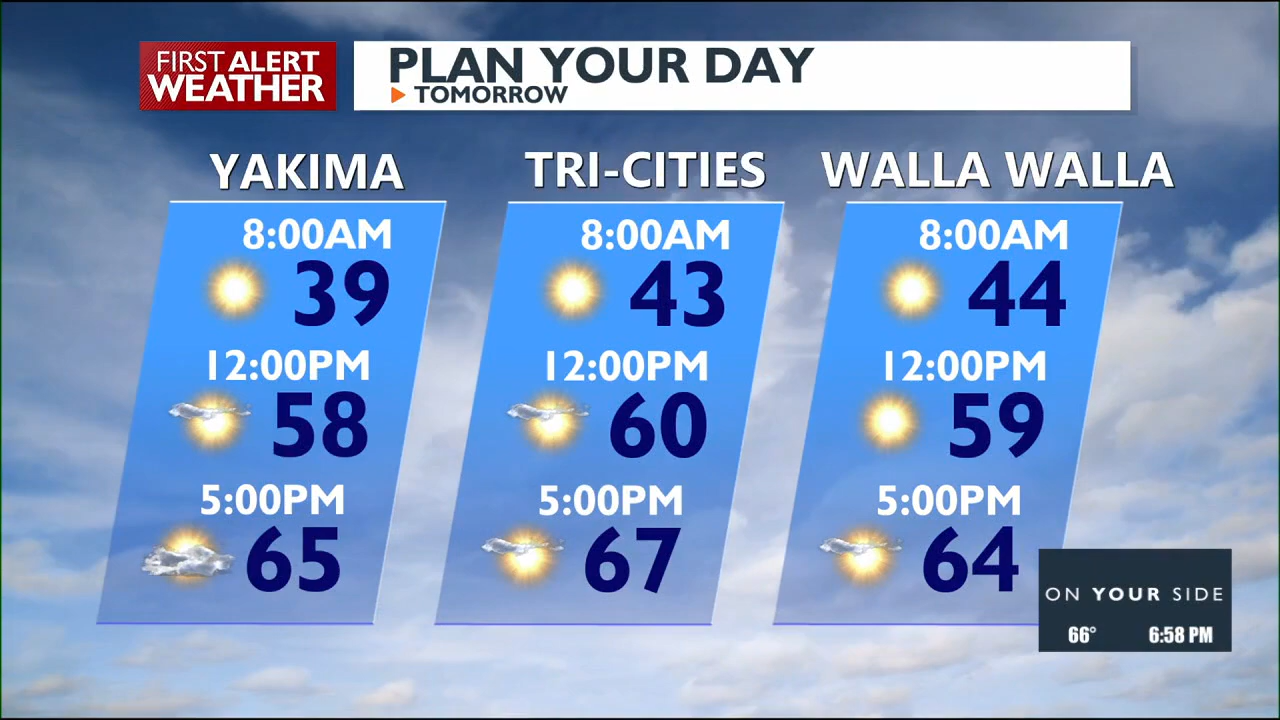 FIRST ALERT
WEATHER
PLAN YOUR DAY
TOMORROW
YAKIMA
8:00AM
39
12:00PM
58
5:00PM
65
TRI-CITIES
8:00AM
43
12:00PM
60
5:00PM
67
WALLA WALLA
8:00AM
44
12:00PM
59
5:00PM
64
ON YOUR SIDE
66° 6:58 PM